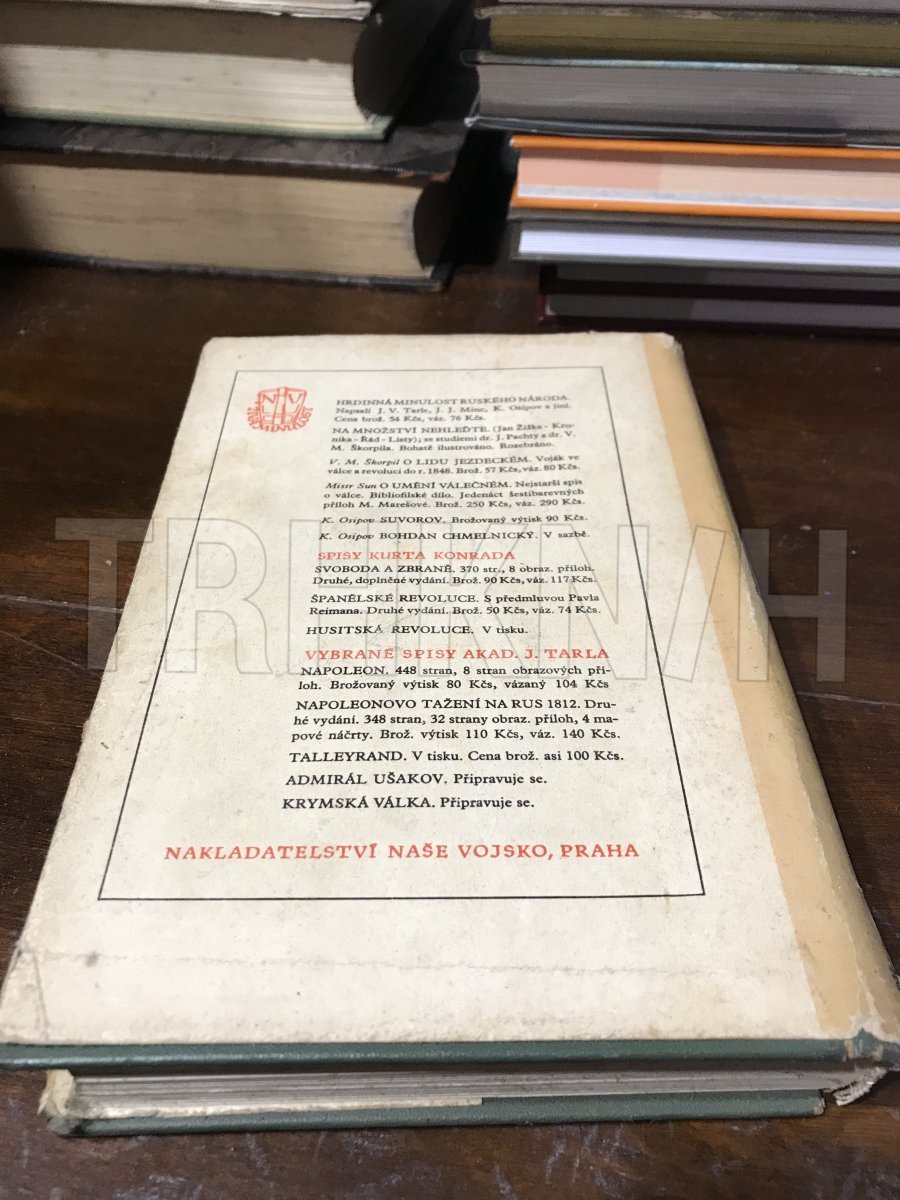 NV
ŽIVÁ MINULOST
HRDINNÁ MINULOST RUSKÉHO NÁRODA.
Napsali J. V. Tarle, J. J. Minc, K. Osipov a jiní.
Cena brož. 54 Kčs, váz. 76 Kčs.
NA MNOŽSTVÍ NEHLEĎTE. (Jan Žižka - Kro-
nika - Řád - Listy); se studiemi dr. J. Pachty a dr. V.
M. Škorpila. Bohatě ilustrováno. Rozebráno.
V. M. Škorpil O LIDU JEZDECKÉM. Voják ve
válce a revoluci do r. 1848. Brož. 57 Kčs, váz. 80 Kčs.
Mistr Sun O UMĚNÍ VÁLEČNÉM. Nejstarší spis
o válce. Bibliofilské dílo. Jedenáct šestibarevných
příloh M. Marešové. Brož. 250 Kčs, váz. 290 Kčs.
K. Osipov SUVOROV. Brožovaný výtisk 90 Kčs.
K. Osipov BOHDAN CHMELNICKÝ. V sazbě.
SPISY KURTA KONRADA
SVOBODA A ZBRANĚ. 370 str., 8 obraz. příloh.
Druhé, doplněné vydání. Brož. 90 Kčs, váz. 117 Kčs.
ŠPANĚLSKÉ REVOLUCE. S předmluvou Pavla
Reimana. Druhé vydání. Brož. 50 Kčs, váz. 74 Kčs.
HUSITSKÁ REVOLUCE. V tisku.
VYBRANÉ SPISY AKAD. J. TARLA
NAPOLEON. 448 stran, 8 stran obrazových pří-
loh. Brožovaný výtisk 80 Kčs, vázaný 104 Kčs
NAPOLEONOVO TAŽENÍ NA RUS 1812. Dru-
hé vydání. 348 stran, 32 strany obraz. příloh, 4 ma-
pové náčrty. Brož. výtisk 110 Kčs, váz. 140 Kčs.
TALLEYRAND. V tisku. Cena brož. asi 100 Kčs.
ADMIRÁL UŠAKOV. Připravuje se.
KRYMSKÁ VÁLKA. Připravuje se.
NAKLADATELSTVÍ NAŠE VOJSKO, PRAHA